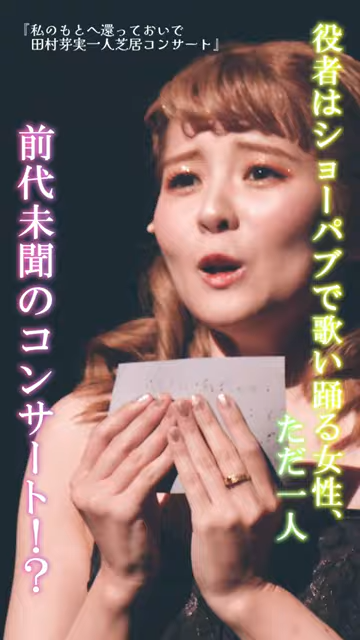 『私のもとへ還っておいで
田村芽実一人芝居コンサート』
役者はショーパブで歌い踊る女性、
ただ一人
前代未聞のコンサート!?